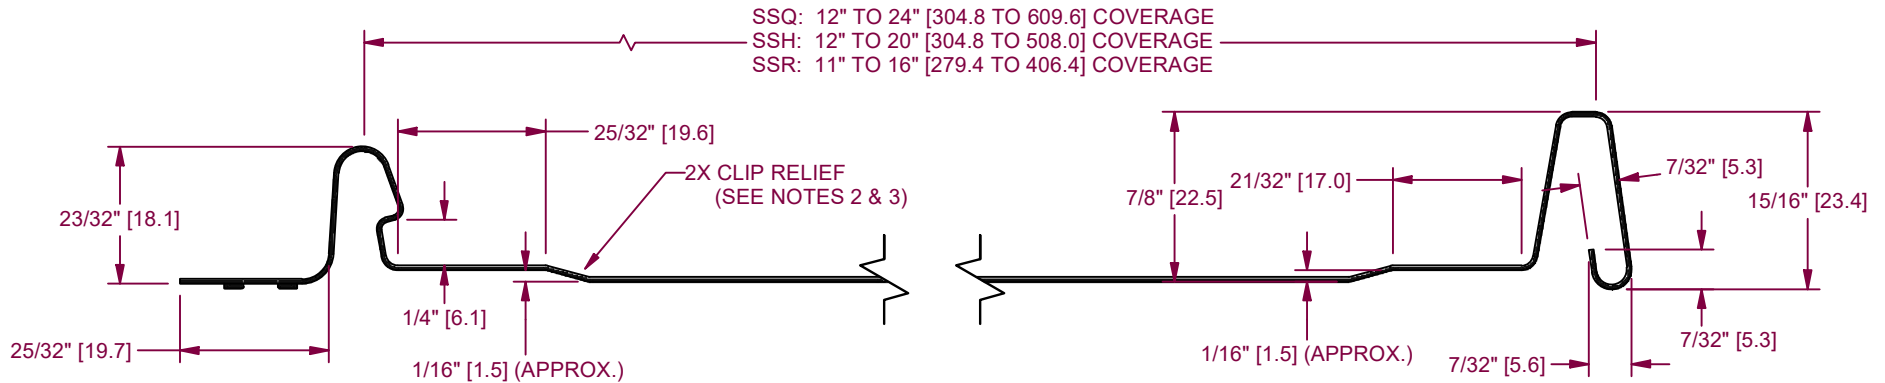 SSQ: 12" TO 24" [304.8 TO 609.6] COVERAGE
SSH: 12" TO 20" [304.8 TO 508.0] COVERAGE
SSR: 11" TO 16" [279.4 TO 406.4] COVERAGE
25/32" [19.6]
2X CLIP RELIEF
(SEE NOTES 2 & 3)
23/32" [18.1]
7/8" [22.5]
21/32" [17.0]
7/32" [5.3]
15/16" [23.4]
1/4" [6.1]
25/32" [19.7]
1/16" [1.5] (APPROX.)
1/16" [1.5] (APPROX.)
7/32" [5.6]
7/32" [5.3]